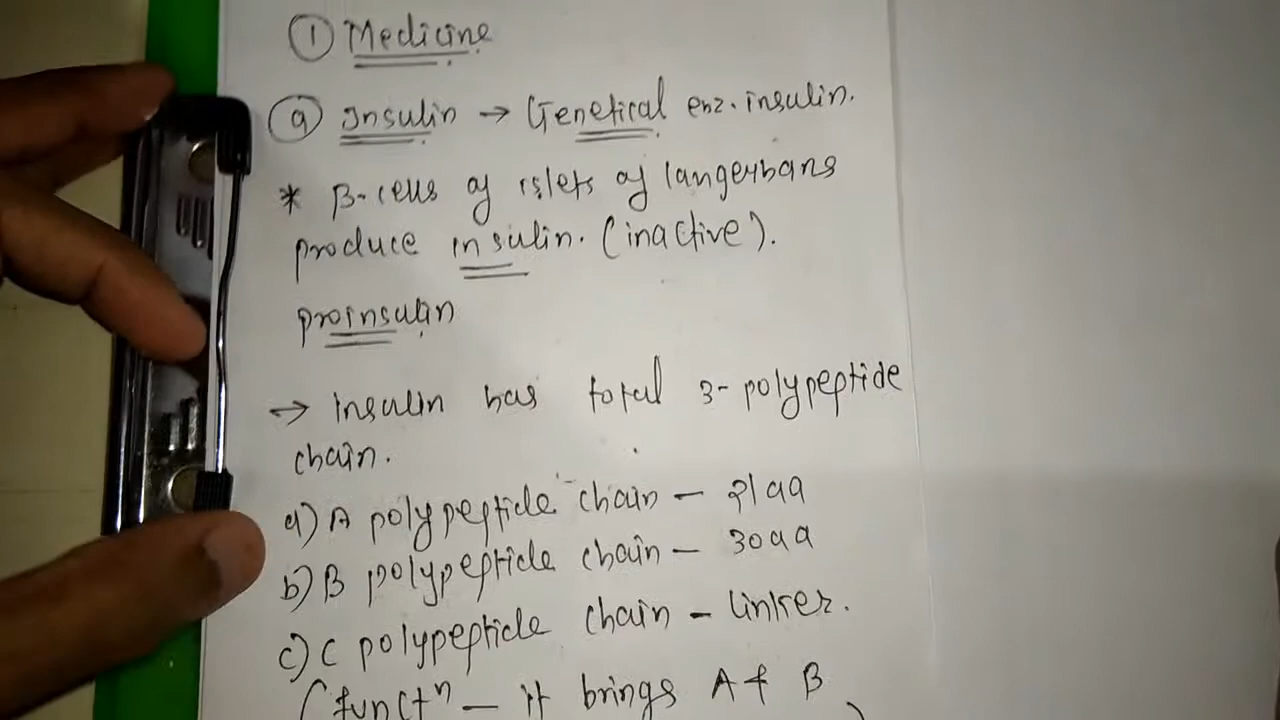 ① Medicine
ⓐ Insulin → Genetical enz. insulin.
* β-cells of islets of langerhans
produce insulin. (inactive).
proinsulin
→ insulin has total 3-polypeptide
chain.
a) A polypeptide chain - 21aa
b) B polypeptide chain - 30aa
c) C polypeptide chain - linker.
(functⁿ - it brings A & B
)